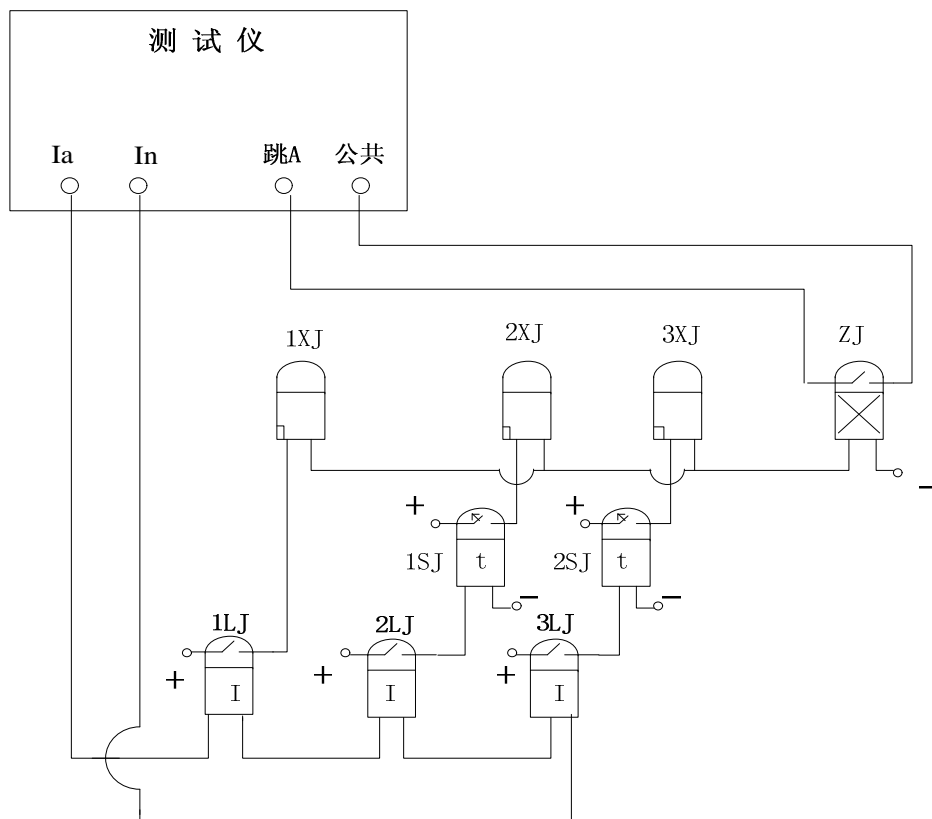 测 试 仪
Ia In 跳A 公共
1XJ 2XJ 3XJ ZJ
−
+ +
1SJ t 2SJ t
− −
1LJ 2LJ 3LJ
+ + +
I I I